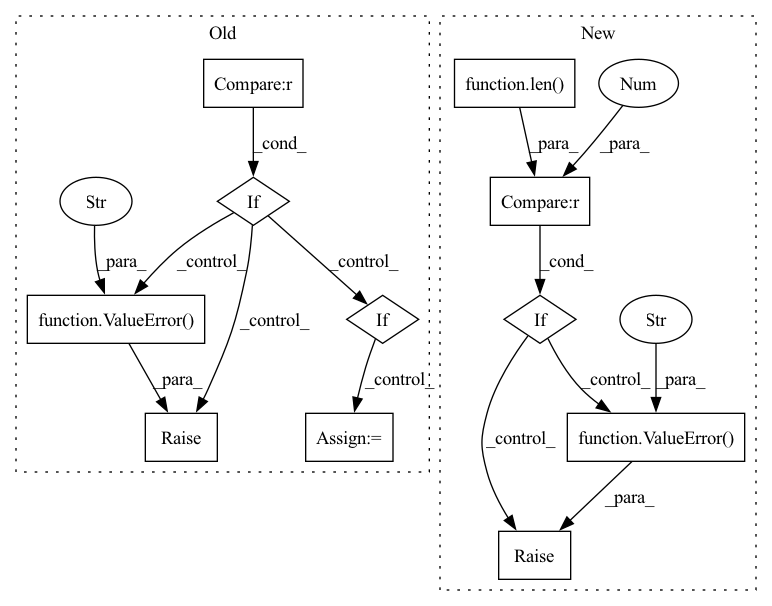 Old
New
Compare:r
function.len()
Num
_cond_
_para_
_para_
Str
If
Compare:r
_para_
_control_
_control_
_cond_
function.ValueError()
If
If
Str
_control_
_para_
_control_
_control_
_para_
Raise
Assign:=
_control_
function.ValueError()
_para_
Raise